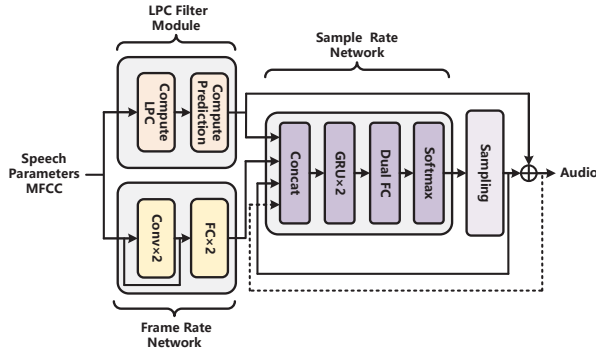 LPC Filter
Module
Sample Rate
Network
Compute
LPC
Compute
Prediction
Speech
Parameters
MFCC
Concat
GRU×2
Dual FC
Softmax
Sampling
Audio
Conv×2
FC×2
Frame Rate
Network